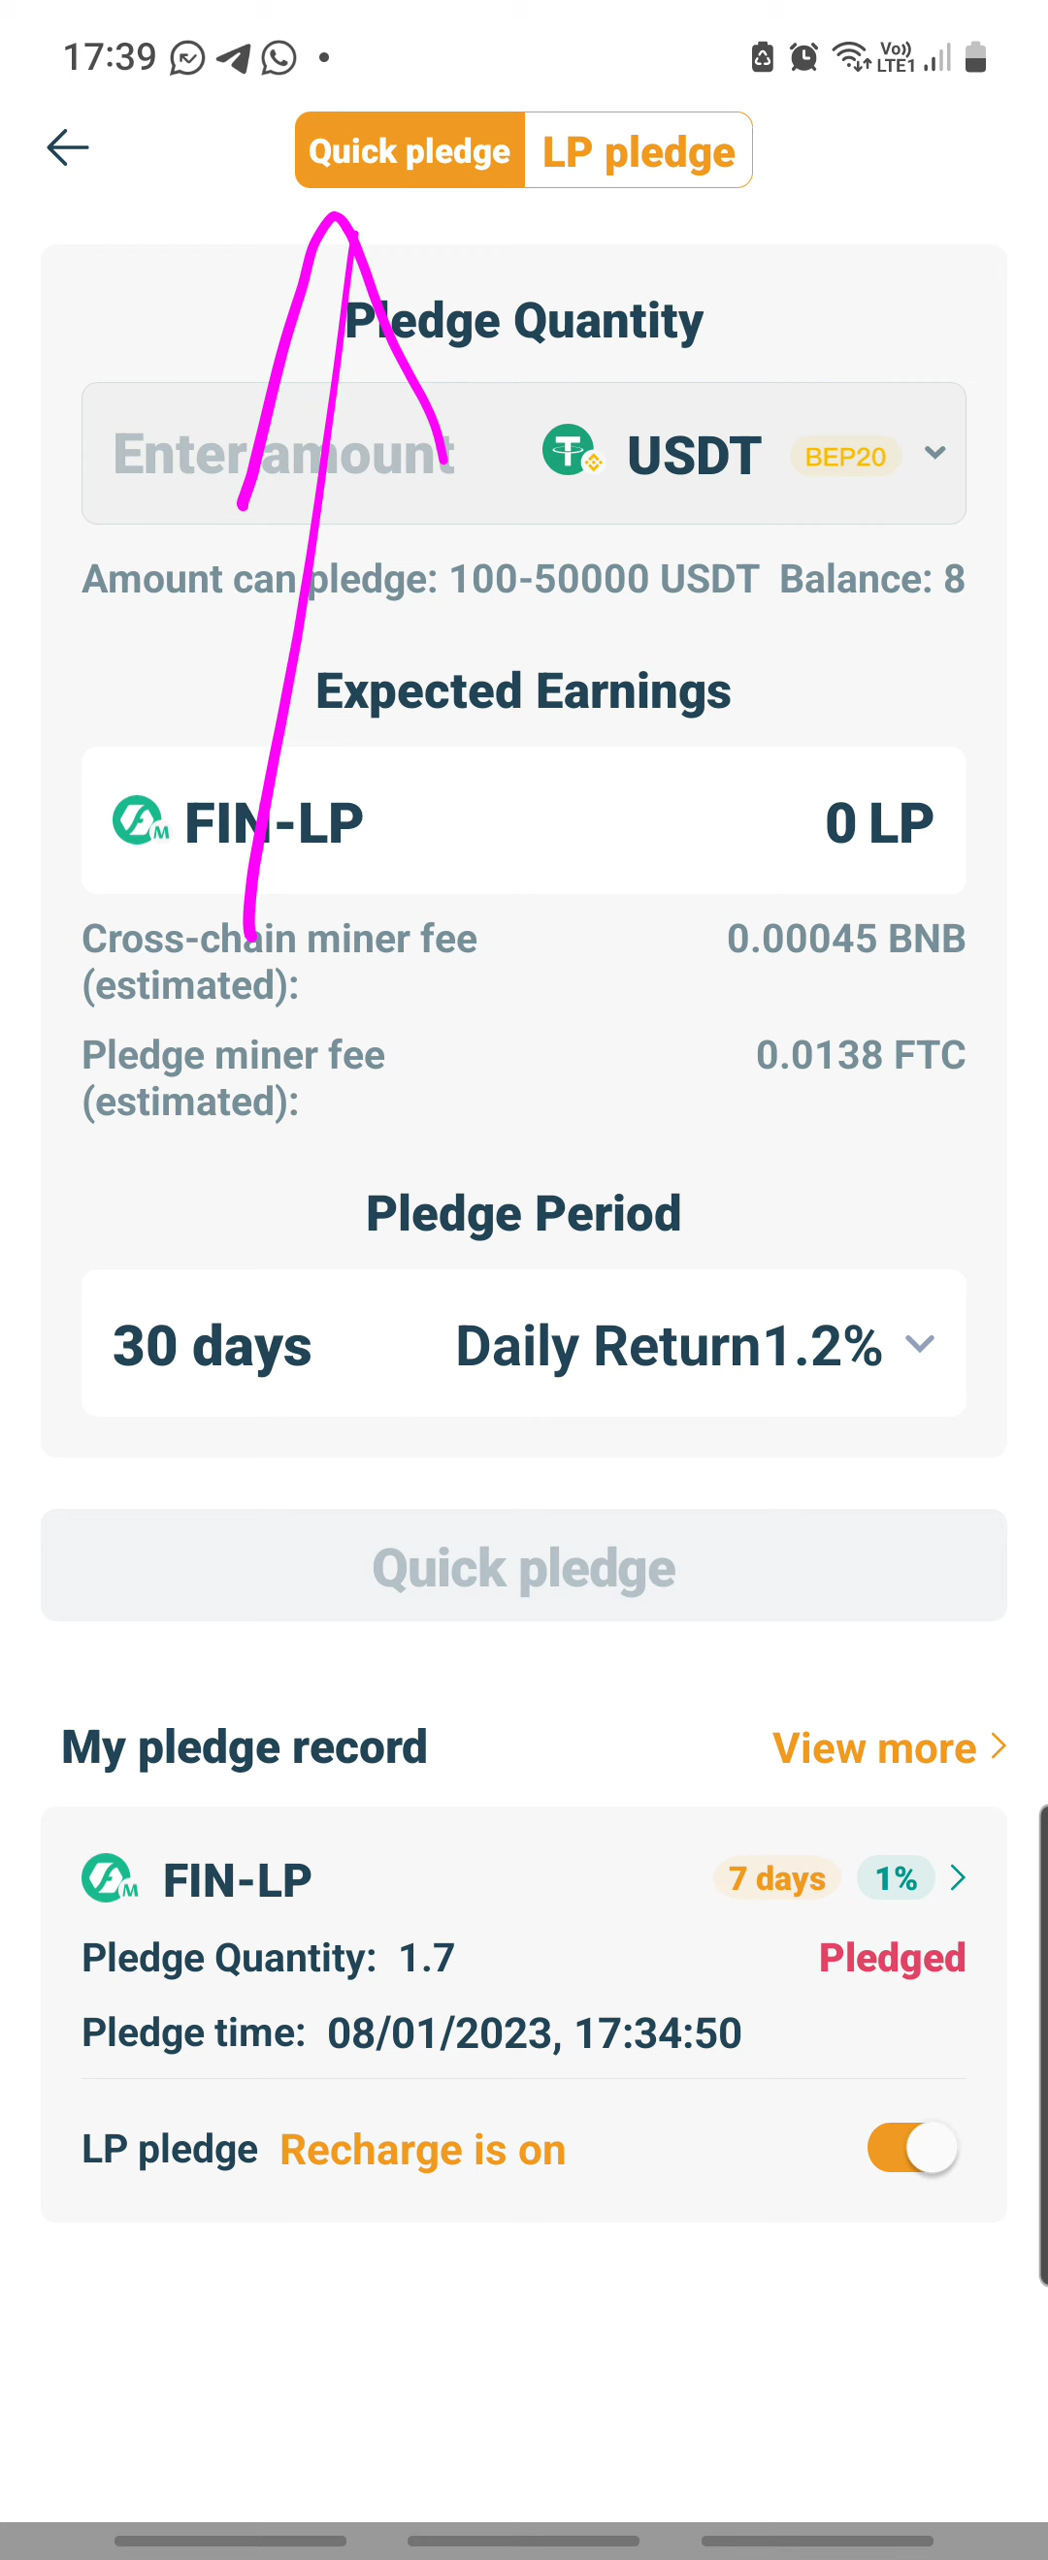 17:39 Vo)) LTE1
Quick pledge LP pledge
Pledge Quantity
Enter amount USDT BEP20
Amount can pledge: 100-50000 USDT Balance: 8
Expected Earnings
FIN-LP 0 LP
Cross-chain miner fee 0.00045 BNB
(estimated):
Pledge miner fee 0.0138 FTC
(estimated):
Pledge Period
30 days Daily Return1.2%
Quick pledge
My pledge record View more
FIN-LP 7 days 1%
Pledge Quantity: 1.7 Pledged
Pledge time: 08/01/2023, 17:34:50
LP pledge Recharge is on